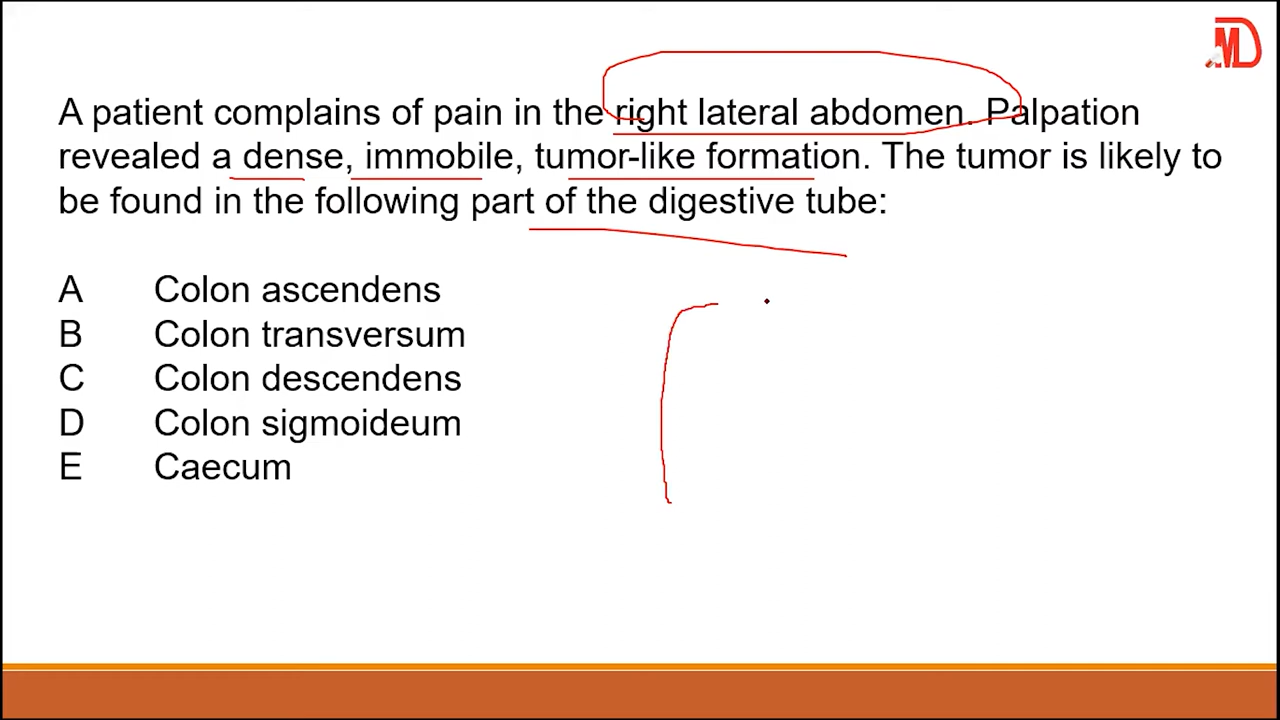 MD
A patient complains of pain in the right lateral abdomen. Palpation
revealed a dense, immobile, tumor-like formation. The tumor is likely to
be found in the following part of the digestive tube:
A Colon ascendens
B Colon transversum
C Colon descendens
D Colon sigmoideum
E Caecum